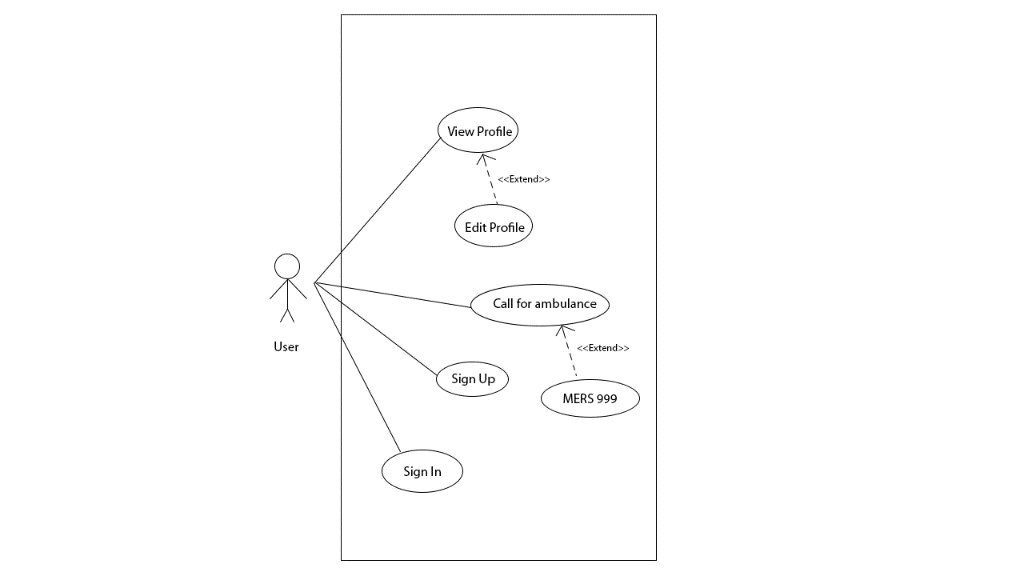 View Profile
<<Extend>>
Edit Profile
Call for ambulance
User
<<Extend>>
Sign Up
MERS 999
Sign In